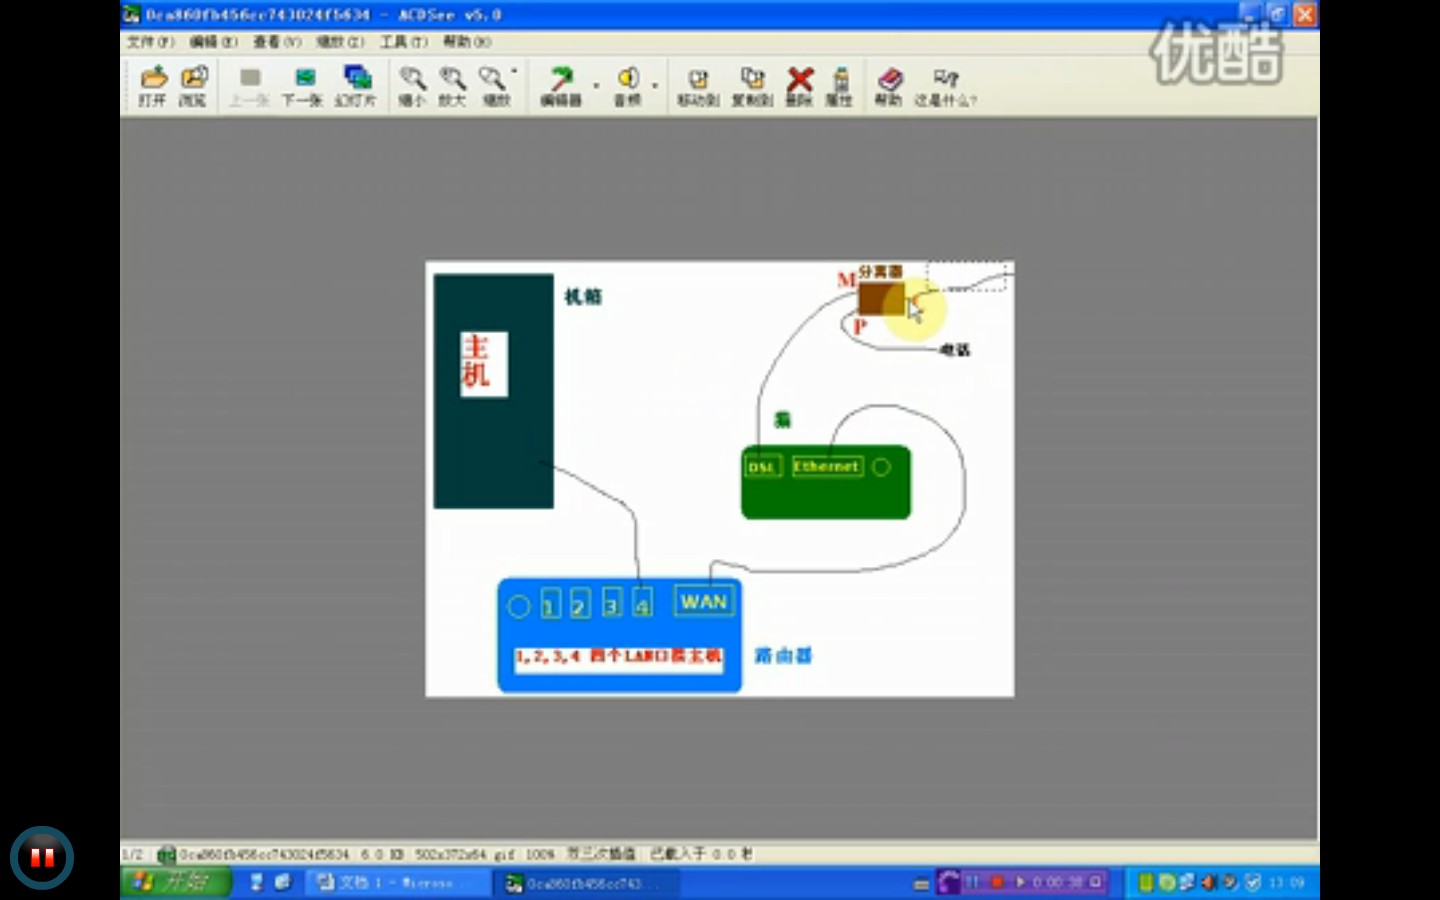 0ca860fb456cc743024f5634 - ACDSee v5.0
优酷
文件(F) 编辑(E) 查看(V) 缩放(Z) 工具(T) 帮助(H)
打开 浏览 上一张 下一张 幻灯片 缩小 放大 缩放 编辑器 音频 移动到 复制到 删除 属性 帮助 这是什么?
分离器
M
C
P
电话
机箱
主机
猫
DSL Ethernet
1 2 3 4 WAN
1,2,3,4 四个LAN口接主机
路由器
1/2 0ca860fb456cc743024f5634 6.0 KB 502x372x64 gif 100% 双三次插值 已载入于 0.0 秒
开始 文档 1 - Microso... 0ca860fb456cc743... 0:00:38 13:09